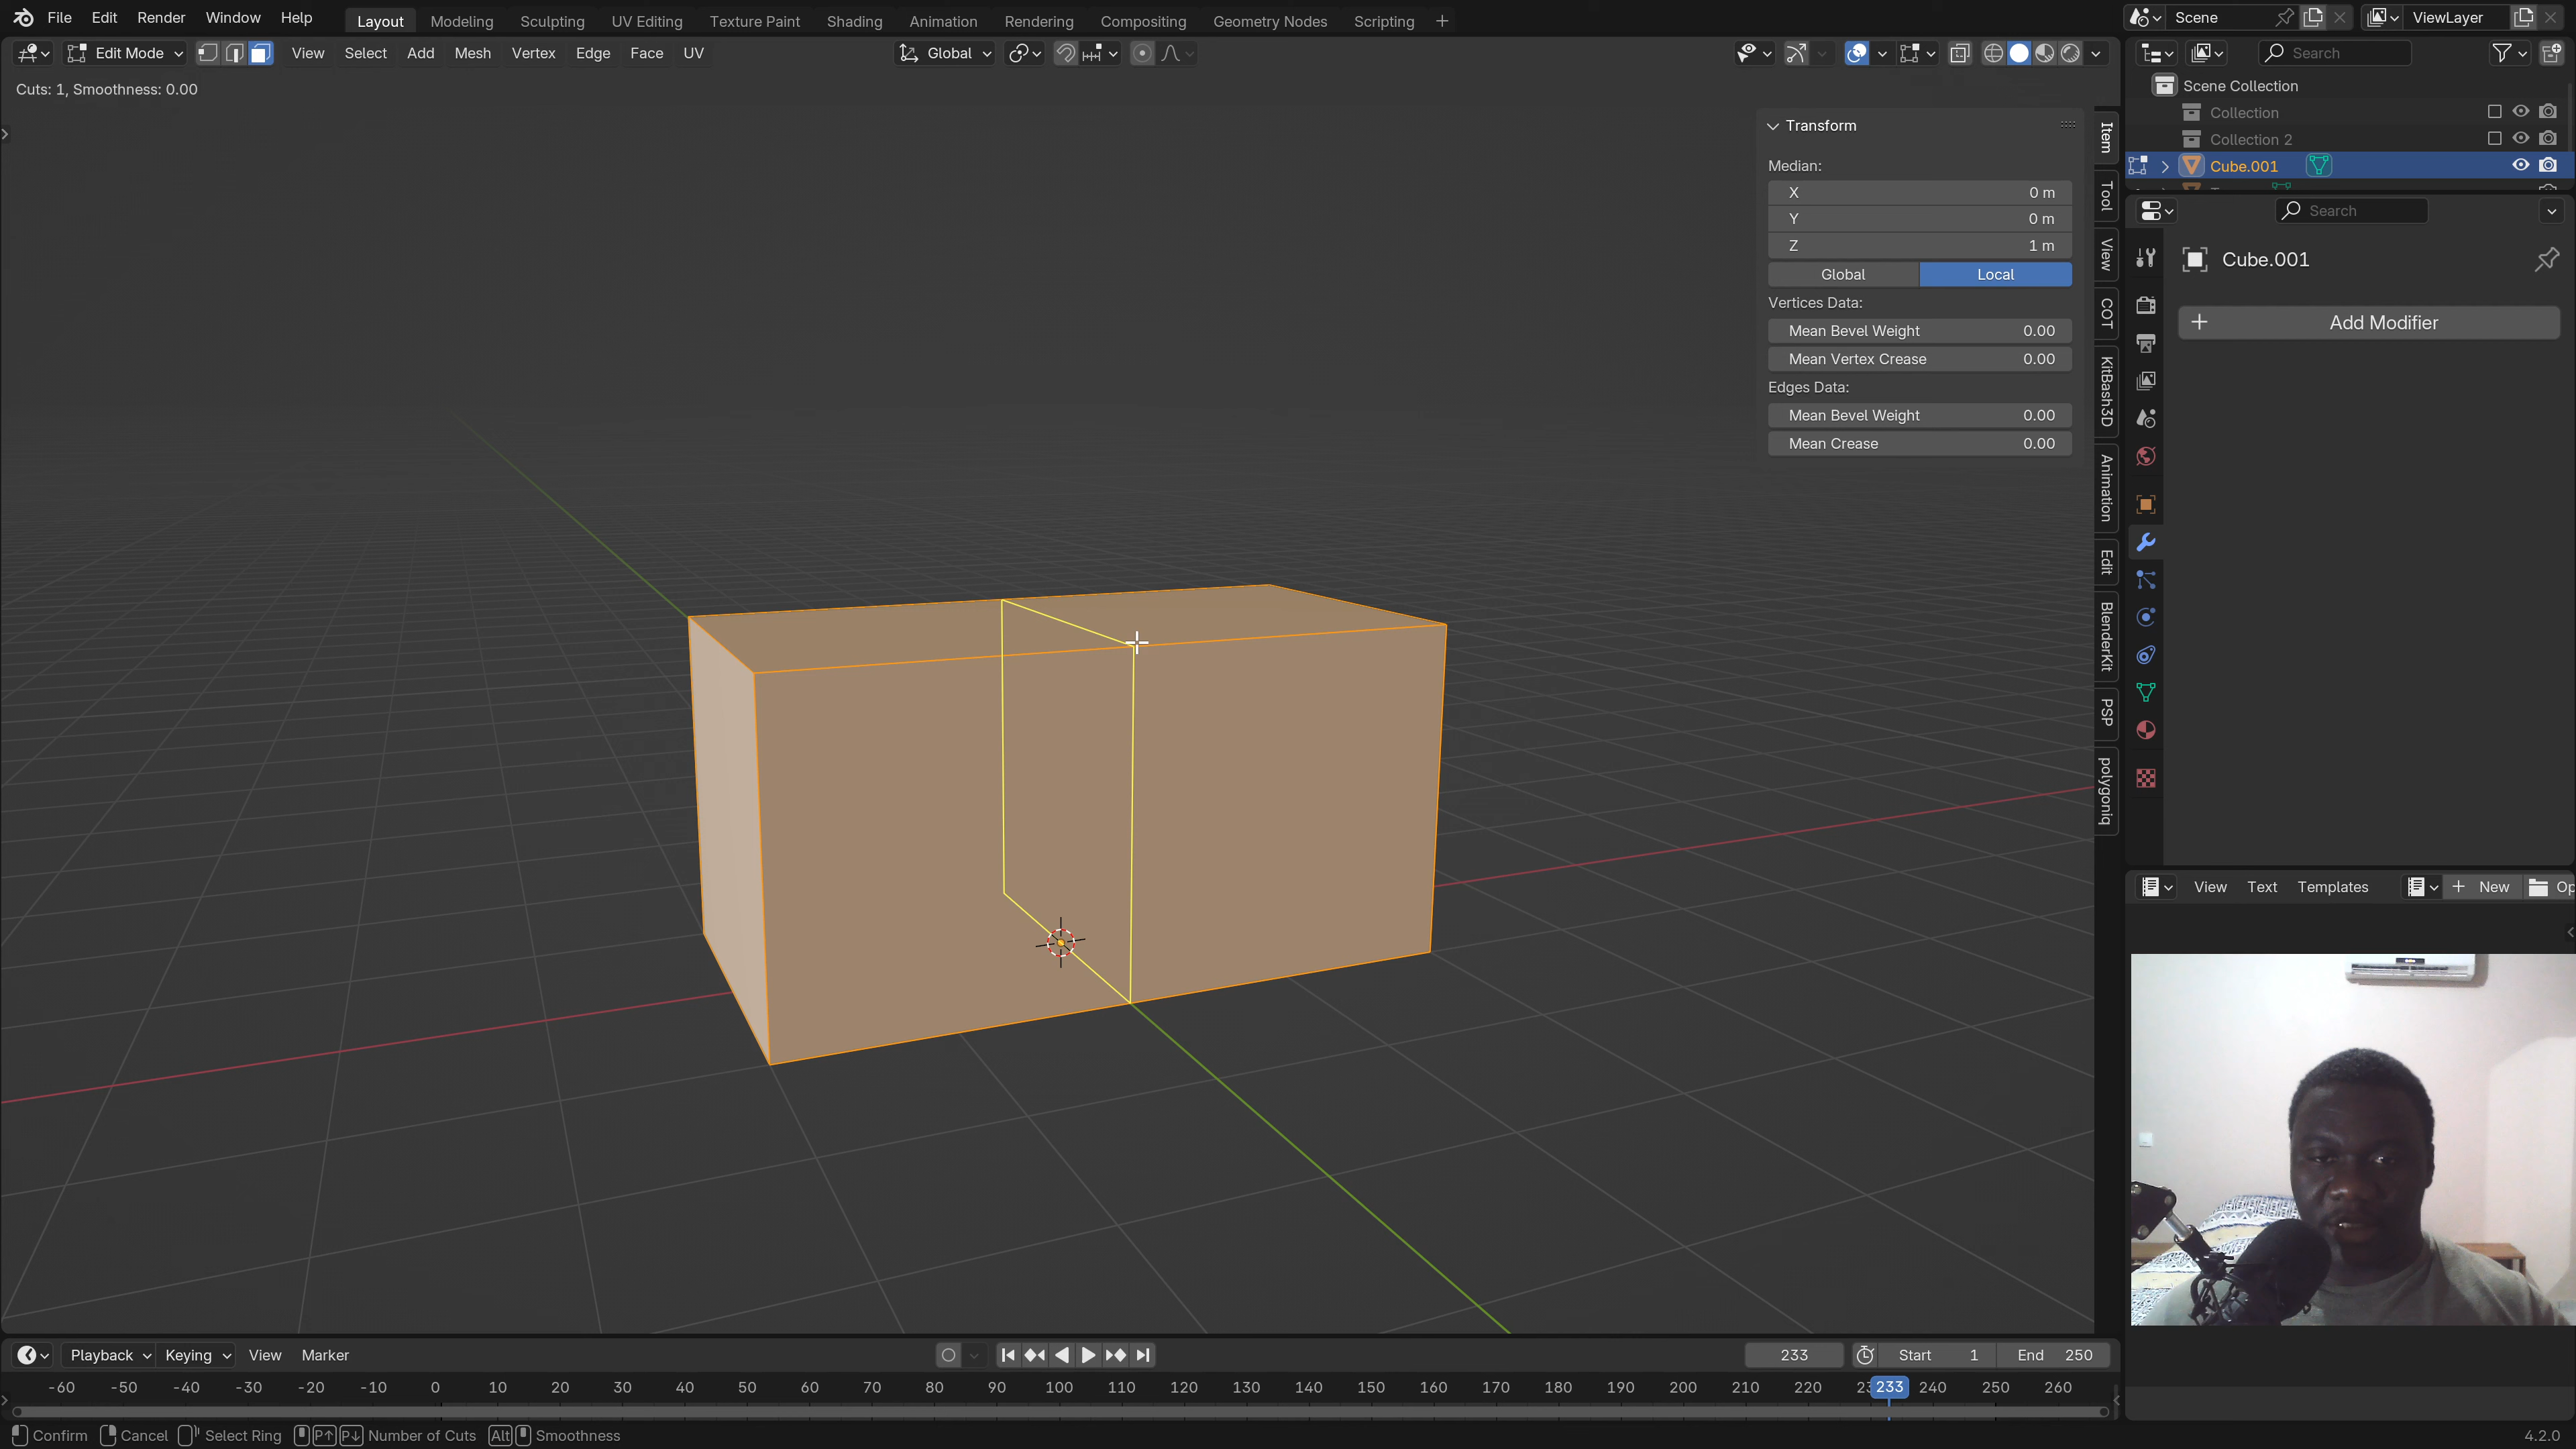 File Edit Render Window Help Layout Modeling Sculpting UV Editing Texture Paint Shading Animation Rendering Compositing Geometry Nodes Scripting + Scene ViewLayer
Edit Mode View Select Add Mesh Vertex Edge Face UV Global Search
Cuts: 1, Smoothness: 0.00
Scene Collection
Collection
Collection 2
Cube.001
Transform
Median:
X 0 m
Y 0 m
Z 1 m
Global Local
Vertices Data:
Mean Bevel Weight 0.00
Mean Vertex Crease 0.00
Edges Data:
Mean Bevel Weight 0.00
Mean Crease 0.00
Item
Tool
View
COT
KitBash3D
Animation
Edit
BlenderKit
PSP
polygoniq
Search
Cube.001
+ Add Modifier
View Text Templates + New Op
Playback Keying View Marker 233 Start 1 End 250
-60 -50 -40 -30 -20 -10 0 10 20 30 40 50 60 70 80 90 100 110 120 130 140 150 160 170 180 190 200 210 220 233 240 250 260
Confirm Cancel Select Ring P↑ P↓ Number of Cuts Alt Smoothness 4.2.0